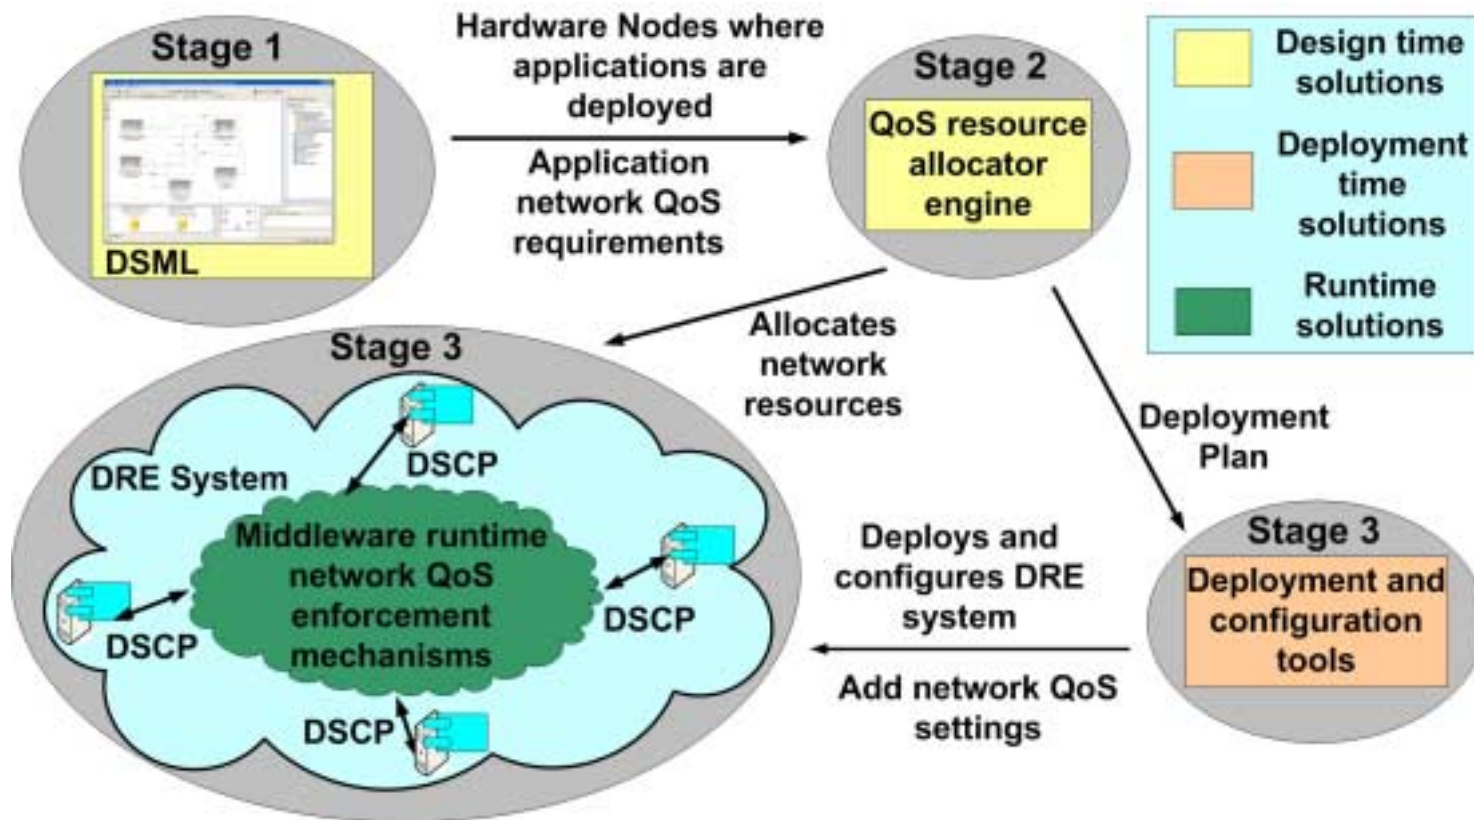 Stage 1
DSML
Hardware Nodes where
applications are
deployed
Application
network QoS
requirements
Stage 2
QoS resource
allocator
engine
Design time
solutions
Deployment
time
solutions
Runtime
solutions
Allocates
network
resources
Deployment
Plan
Stage 3
DRE System
DSCP
Middleware runtime
network QoS
enforcement
mechanisms
DSCP
DSCP
DSCP
Deploys and
configures DRE
system
Add network QoS
settings
Stage 3
Deployment and
configuration
tools